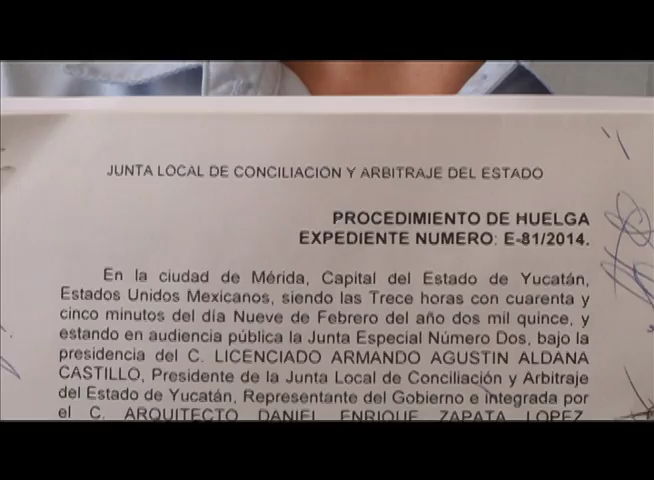 JUNTA LOCAL DE CONCILIACION Y ARBITRAJE DEL ESTADO
PROCEDIMIENTO DE HUELGA
EXPEDIENTE NUMERO: E-81/2014.
En la ciudad de Mérida, Capital del Estado de Yucatán,
Estados Unidos Mexicanos, siendo las Trece horas con cuarenta y
cinco minutos del día Nueve de Febrero del año dos mil quince, y
estando en audiencia pública la Junta Especial Número Dos, bajo la
presidencia del C. LICENCIADO ARMANDO AGUSTIN ALDANA
CASTILLO, Presidente de la Junta Local de Conciliación y Arbitraje
del Estado de Yucatán, Representante del Gobierno e integrada por
el C. ARQUITECTO DANIEL ENRIQUE ZAPATA LOPEZ,